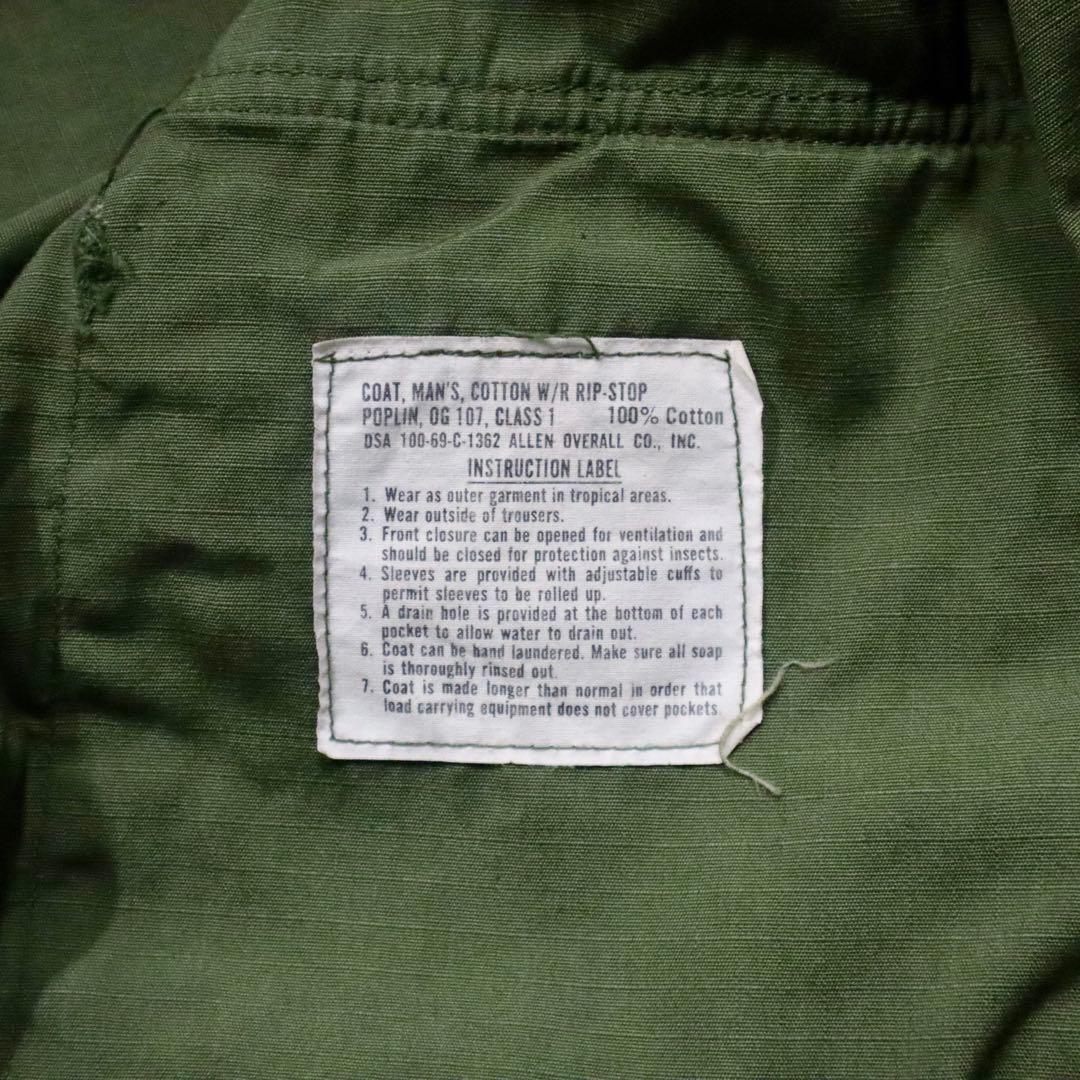 COAT, MAN'S, COTTON W/R RIP-STOP
POPLIN, OG 107, CLASS 1 100% Cotton
DSA 100-69-C-1362 ALLEN OVERALL CO., INC.
INSTRUCTION LABEL
1. Wear as outer garment in tropical areas.
2. Wear outside of trousers.
3. Front closure can be opened for ventilation and
should be closed for protection against insects.
4. Sleeves are provided with adjustable cuffs to
permit sleeves to be rolled up.
5. A drain hole is provided at the bottom of each
pocket to allow water to drain out.
6. Coat can be hand laundered. Make sure all soap
is thoroughly rinsed out.
7. Coat is made longer than normal in order that
load carrying equipment does not cover pockets.